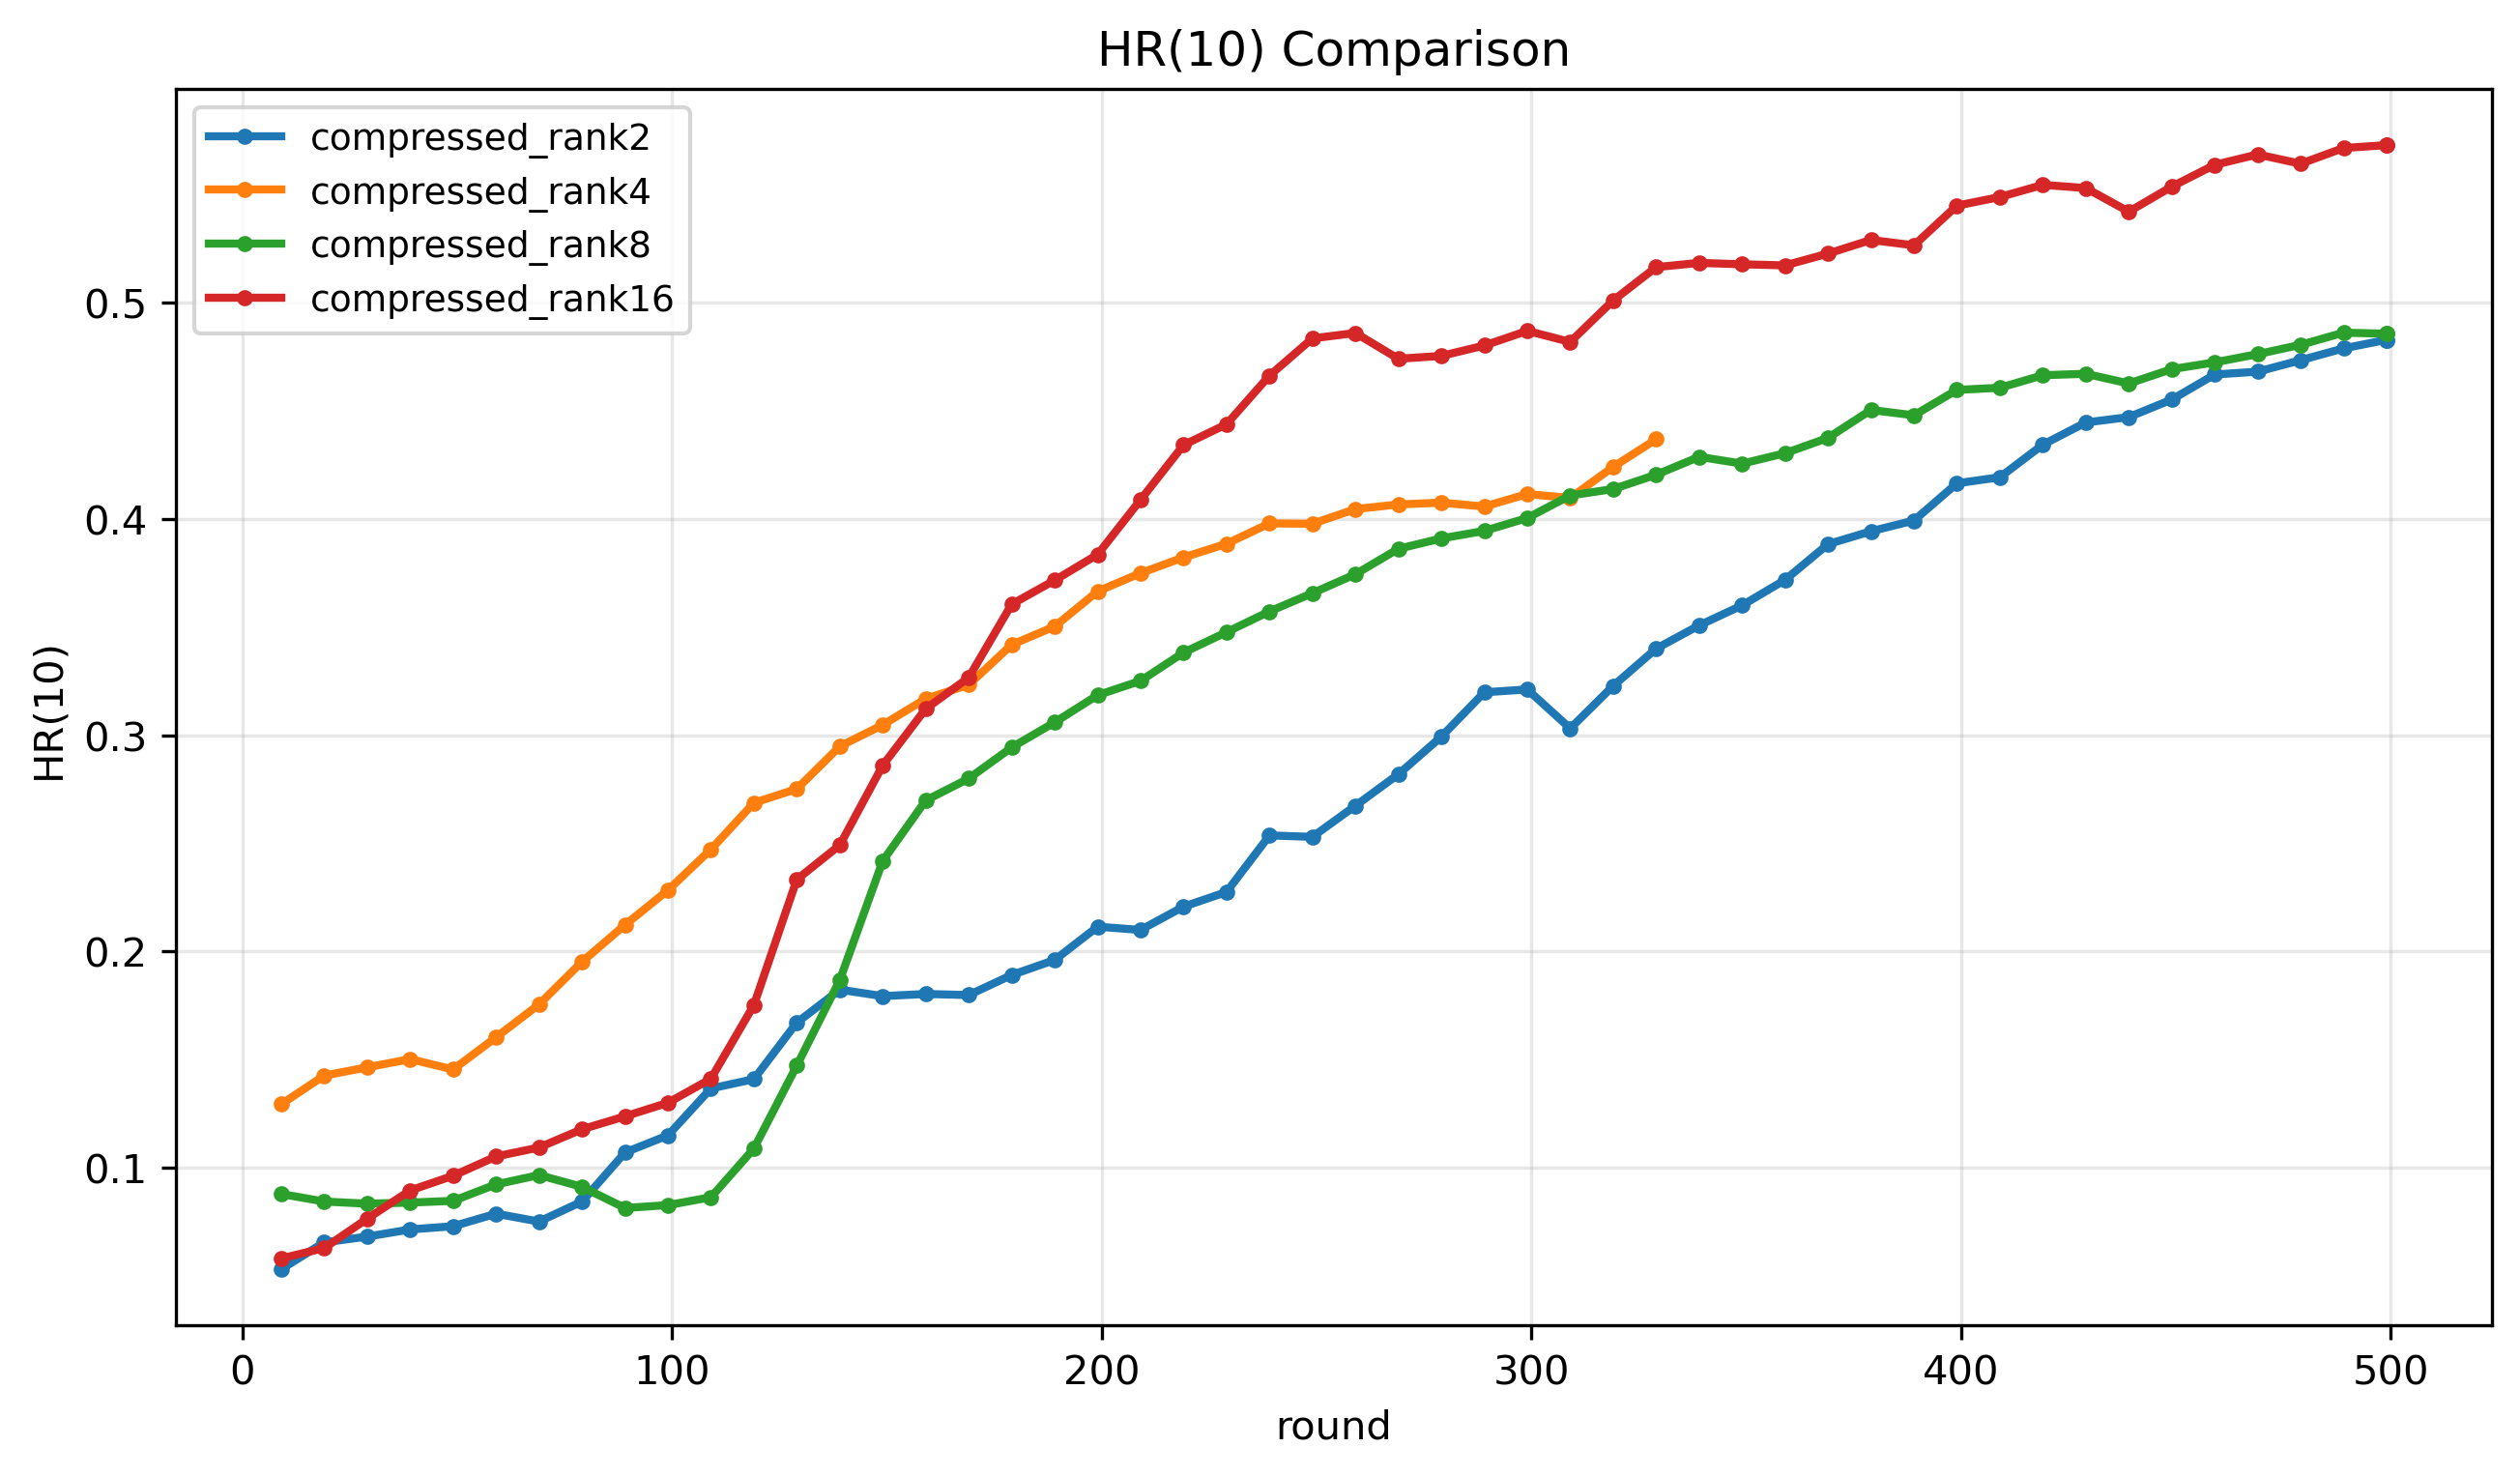 HR(10) Comparison
compressed_rank2
compressed_rank4
compressed_rank8
compressed_rank16
HR(10)
0.5
0.4
0.3
0.2
0.1
0 100 200 300 400 500
round